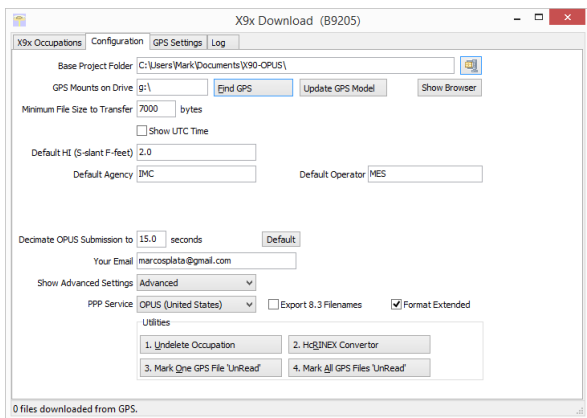 X9x Download (B9205)
X9x Occupations Configuration GPS Settings Log
Base Project Folder C:\Users\Mark\Documents\X90-OPUS\
GPS Mounts on Drive g:\ Find GPS Update GPS Model Show Browser
Minimum File Size to Transfer 7000 bytes
Show UTC Time
Default HI (S-slant F-feet) 2.0
Default Agency IMC Default Operator MES
Decimate OPUS Submission to 15.0 seconds Default
Your Email marcosplata@gmail.com
Show Advanced Settings Advanced
PPP Service OPUS (United States) Export 8.3 Filenames Format Extended
Utilities
1. Undelete Occupation 2. HcRINEX Convertor
3. Mark One GPS File 'UnRead' 4. Mark All GPS Files 'UnRead'
0 files downloaded from GPS.